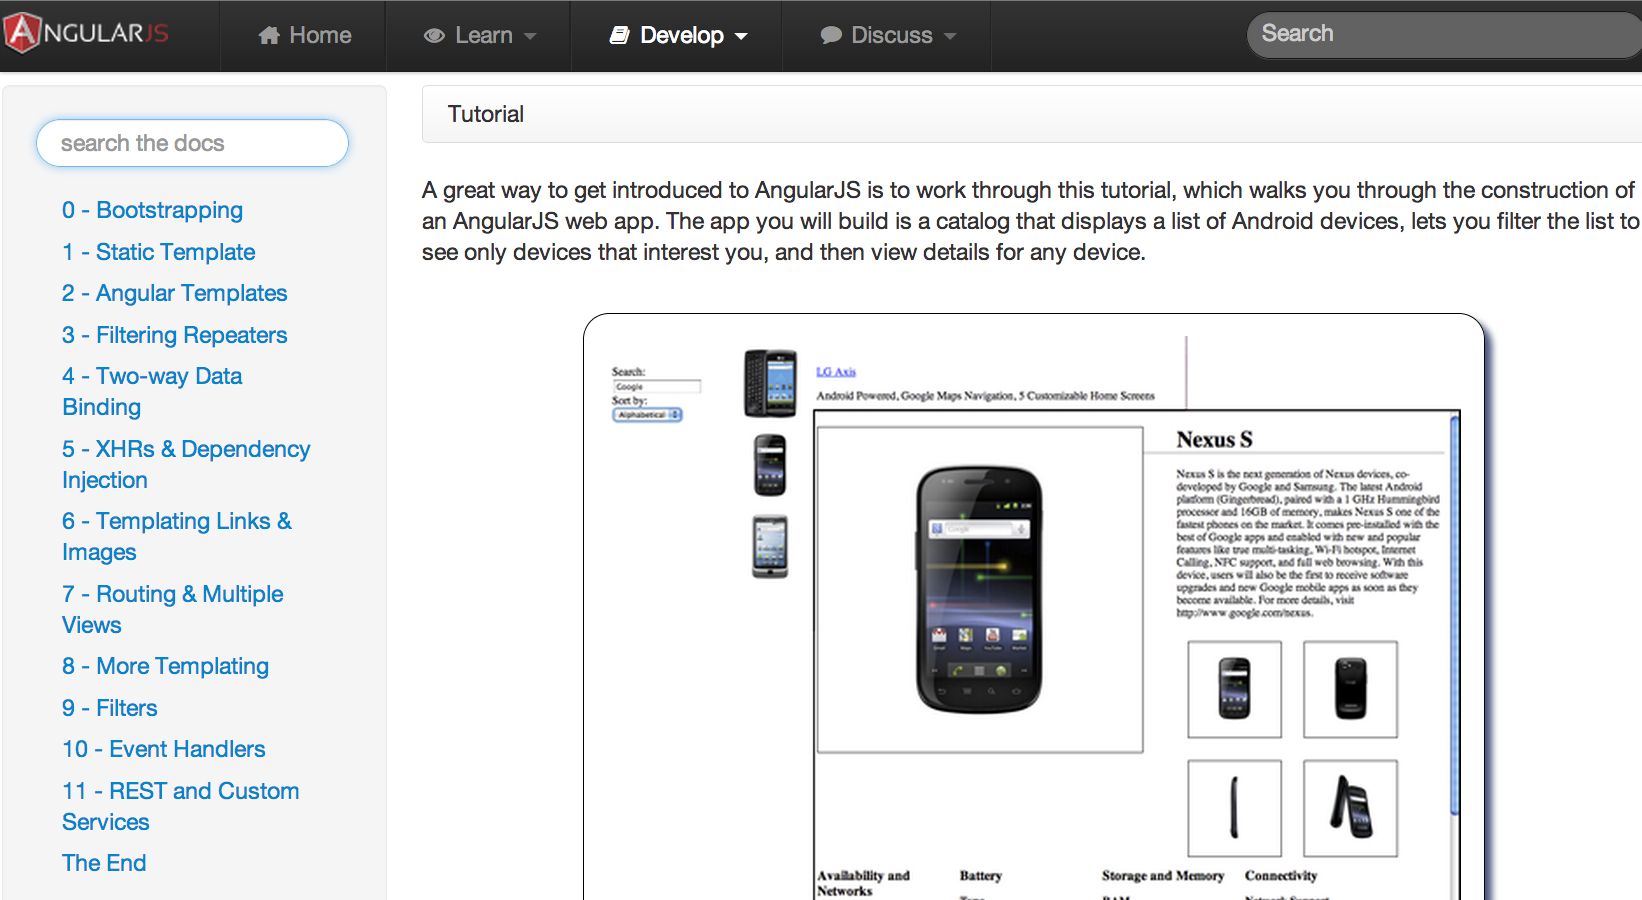 ANGULARJS
Home
Learn
Develop
Discuss
Search
search the docs
0 - Bootstrapping
1 - Static Template
2 - Angular Templates
3 - Filtering Repeaters
4 - Two-way Data
Binding
5 - XHRs & Dependency
Injection
6 - Templating Links &
Images
7 - Routing & Multiple
Views
8 - More Templating
9 - Filters
10 - Event Handlers
11 - REST and Custom
Services
The End
Tutorial
A great way to get introduced to AngularJS is to work through this tutorial, which walks you through the construction of
an AngularJS web app. The app you will build is a catalog that displays a list of Android devices, lets you filter the list to
see only devices that interest you, and then view details for any device.
Search:
Google
Sort by:
Alphabetical
LG Axis
Android Powered, Google Maps Navigation, 5 Customizable Home Screens
Nexus S
Nexus S is the next generation of Nexus devices, co-
developed by Google and Samsung. The latest Android
platform (Gingerbread), paired with a 1 GHz Hummingbird
processor and 16GB of memory, makes Nexus S one of the
fastest phones on the market. It comes pre-installed with the
best of Google apps and enabled with new and popular
features like true multi-tasking, Wi-Fi hotspot, Internet
Calling, NFC support, and full web browsing. With this
device, users will also be the first to receive software
upgrades and new Google mobile apps as soon as they
become available. For more details, visit
http://www.google.com/nexus.
Availability and
Networks
Battery
Storage and Memory
Connectivity